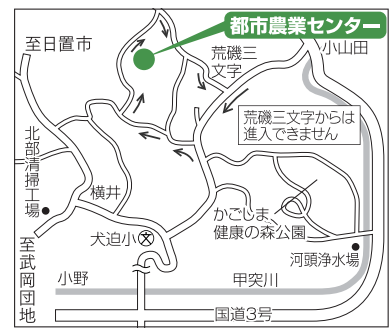 都市農業センター
至日置市
荒磯三
文字
小山田
荒磯三文字からは
進入できません
北部清掃工場
横井
かごしま
健康の森公園
犬迫小
文
河頭浄水場
至武岡団地
小野
甲突川
国道3号